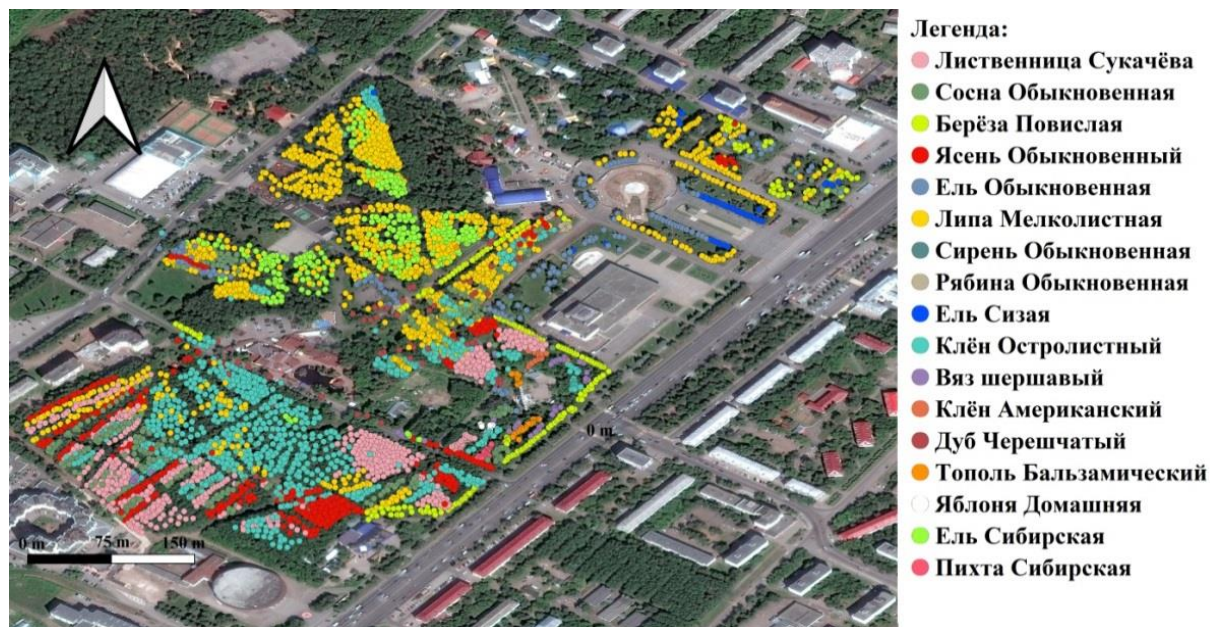 Легенда:
Лиственница Сукачёва
Сосна Обыкновенная
Берёза Повислая
Ясень Обыкновенный
Ель Обыкновенная
Липа Мелколистная
Сирень Обыкновенная
Рябина Обыкновенная
Ель Сизая
Клён Остролистный
Вяз шершавый
Клён Американский
Дуб Черешчатый
Тополь Бальзамический
Яблоня Домашняя
Ель Сибирская
Пихта Сибирская
0 m
0 m 75 m 150 m